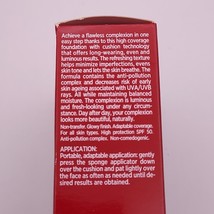 Achieve a flawless complexion in one
easy step thanks to this high coverage
foundation with cushion technology
that offers long-wearing, even and
luminous results. The refreshing texture
helps minimize imperfections, evens
skin tone and lets the skin breathe. The
formula contains the anti-pollution
complex and decreases risk of early
skin ageing associated with UVA/UVB
rays. All while maintaining balanced
moisture. The complexion is luminous
and fresh-looking under any circum-
stance. Day after day, your complexion
looks more beautiful, naturally.
Non-transfer. Glowy finish. Adaptable coverage.
For all skin types. High protection SPF 50.
Anti-pollution complex. Non-comedogenic.
APPLICATION:
Portable, adaptable application: gently
press the sponge applicator down
over the cushion and pat lightly over
the face as often as needed until de-
sired results are obtained.